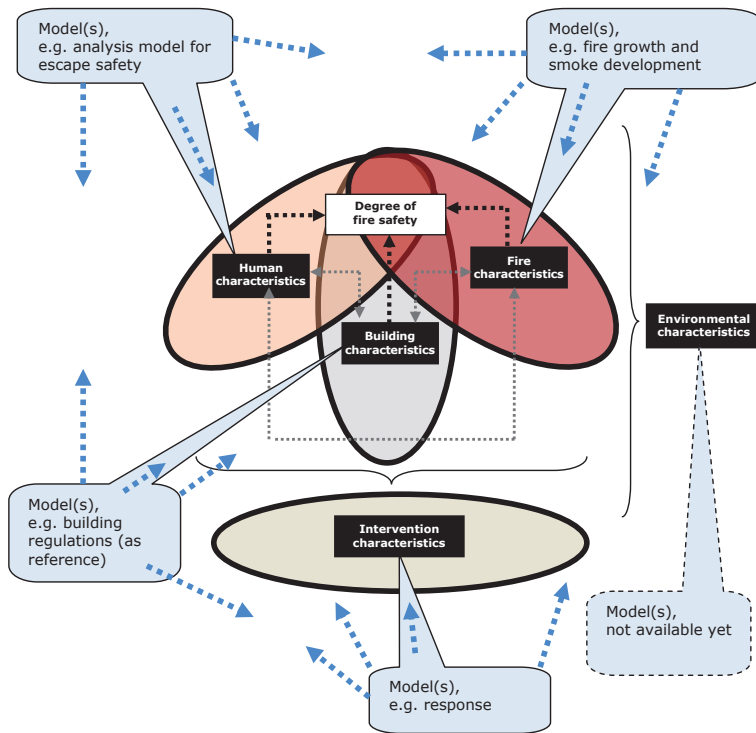 Model(s),
e.g. analysis model for
escape safety
Model(s),
e.g. fire growth and
smoke development
Degree of
fire safety
Human
characteristics
Fire
characteristics
Building
characteristics
Environmental
characteristics
Model(s),
e.g. building
regulations (as
reference)
Intervention
characteristics
Model(s),
not available yet
Model(s),
e.g. response